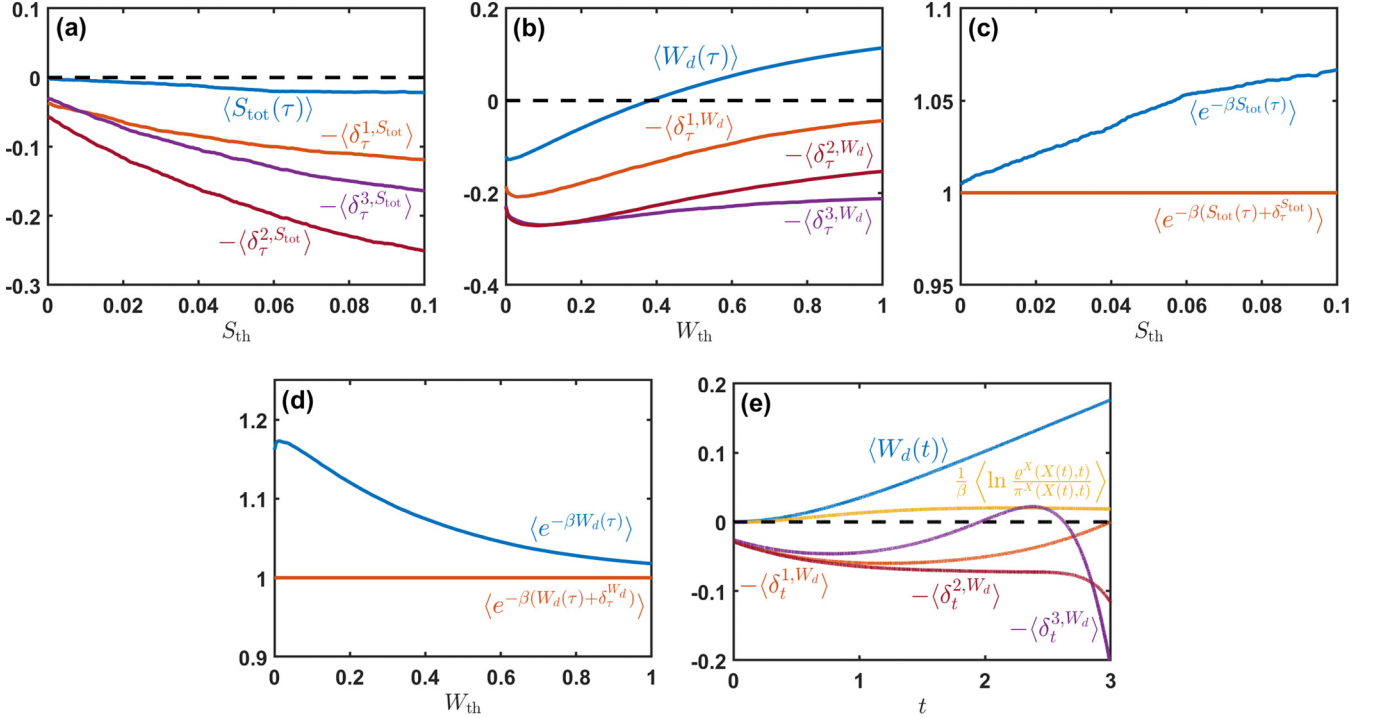 (a)
0.1
0
-0.1
-0.2
-0.3
⟨S_tot(τ)⟩
−⟨δ_τ^{1,S_tot}⟩
−⟨δ_τ^{3,S_tot}⟩
−⟨δ_τ^{2,S_tot}⟩
0 0.02 0.04 0.06 0.08 0.1
S_th
(b)
0.2
0
-0.2
-0.4
⟨W_d(τ)⟩
−⟨δ_τ^{1,W_d}⟩
−⟨δ_τ^{2,W_d}⟩
−⟨δ_τ^{3,W_d}⟩
0 0.2 0.4 0.6 0.8 1
W_th
(c)
1.1
1.05
1
0.95
⟨e^{−βS_tot(τ)}⟩
⟨e^{−β(S_tot(τ)+δ_τ^{S_tot})}⟩
0 0.02 0.04 0.06 0.08 0.1
S_th
(d)
1.2
1.1
1
0.9
⟨e^{−βW_d(τ)}⟩
⟨e^{−β(W_d(τ)+δ_τ^{W_d})}⟩
0 0.2 0.4 0.6 0.8 1
W_th
(e)
0.2
0.1
0
-0.1
-0.2
⟨W_d(t)⟩
1/β ⟨ln ϱ^X(X(t),t)/π^X(X(t),t)⟩
−⟨δ_t^{1,W_d}⟩
−⟨δ_t^{2,W_d}⟩
−⟨δ_t^{3,W_d}⟩
0 1 2 3
t